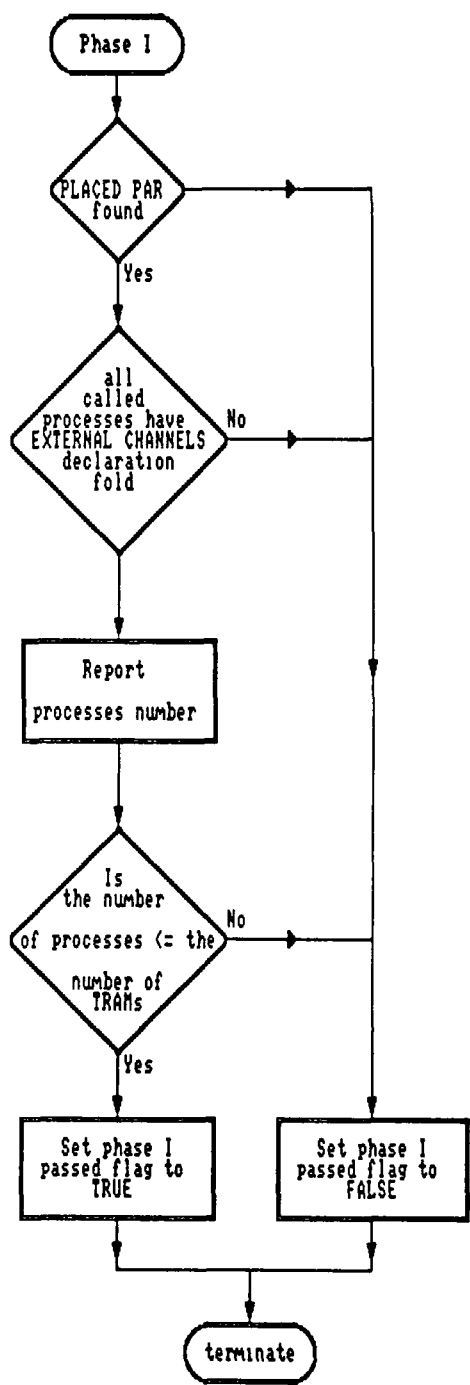 Phase I
PLACED PAR
found
Yes
all
called
processes have
EXTERNAL CHANNELS
declaration
fold
No
Report
processes number
Is
the number
of processes <= the
number of
TRAMs
No
Yes
Set phase I
passed flag to
TRUE
Set phase I
passed flag to
FALSE
terminate